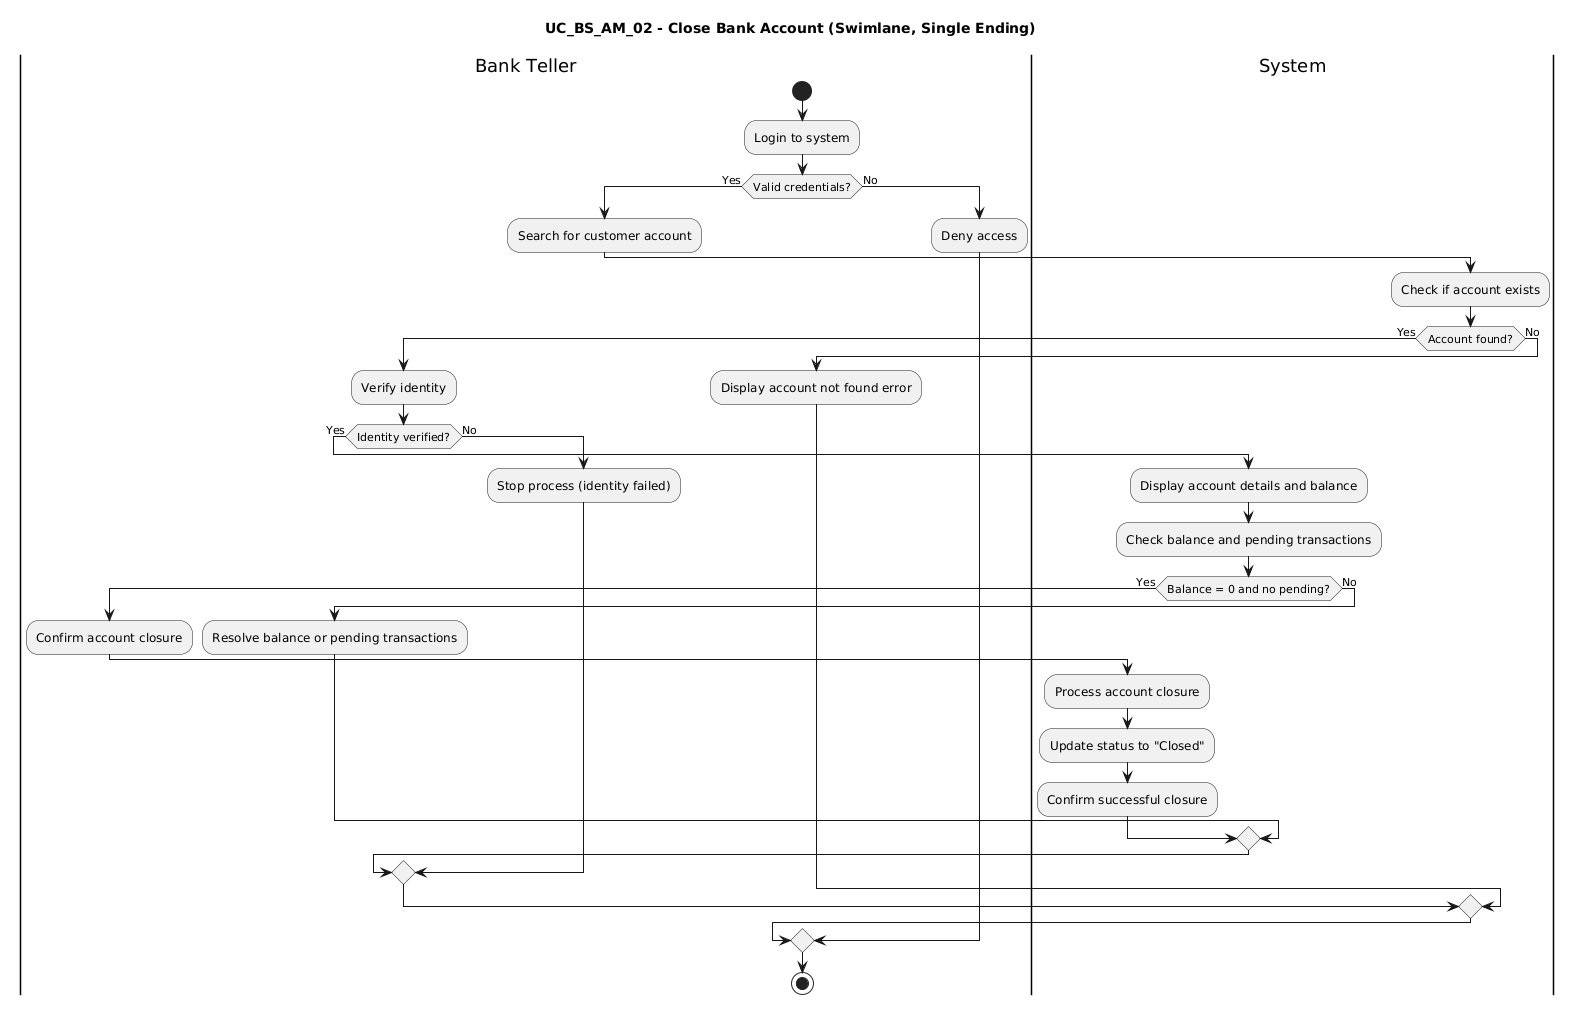 UC_BS_AM_02 - Close Bank Account (Swimlane, Single Ending)
Bank Teller
System
Login to system
Valid credentials?
Yes
No
Search for customer account
Deny access
Check if account exists
Account found?
Yes
No
Verify identity
Display account not found error
Identity verified?
Yes
No
Stop process (identity failed)
Display account details and balance
Check balance and pending transactions
Balance = 0 and no pending?
Yes
No
Confirm account closure
Resolve balance or pending transactions
Process account closure
Update status to "Closed"
Confirm successful closure